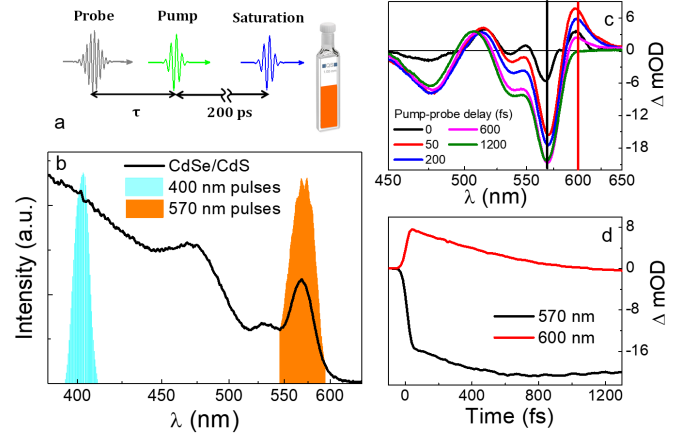 Probe Pump Saturation
τ
200 ps
a
b
CdSe/CdS
400 nm pulses
570 nm pulses
Intensity (a.u.)
400 450 500 550 600
λ (nm)
c
6
0
-6
-12
-18
Δ mOD
Pump-probe delay (fs)
0 600
50 1200
200
450 500 550 600 650
λ (nm)
d
8
0
-8
-16
Δ mOD
570 nm
600 nm
0 400 800 1200
Time (fs)